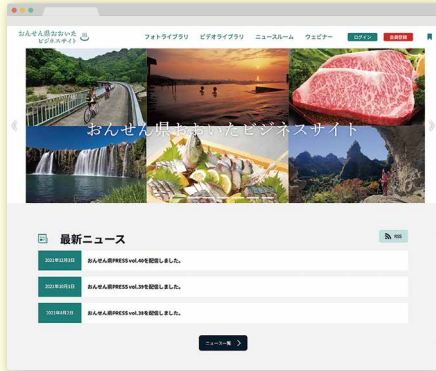 おんせん県おおいた
ビジネスサイト
フォトライブラリ ビデオライブラリ ニュースルーム ウェビナー ログイン 会員登録
おんせん県おおいたビジネスサイト
最新ニュース
RSS
2021年12月3日 おんせん県PRESS vol.40を配信しました。
2021年10月1日 おんせん県PRESS vol.39を配信しました。
2021年4月2日 おんせん県PRESS vol.38を配信しました。
ニュース一覧